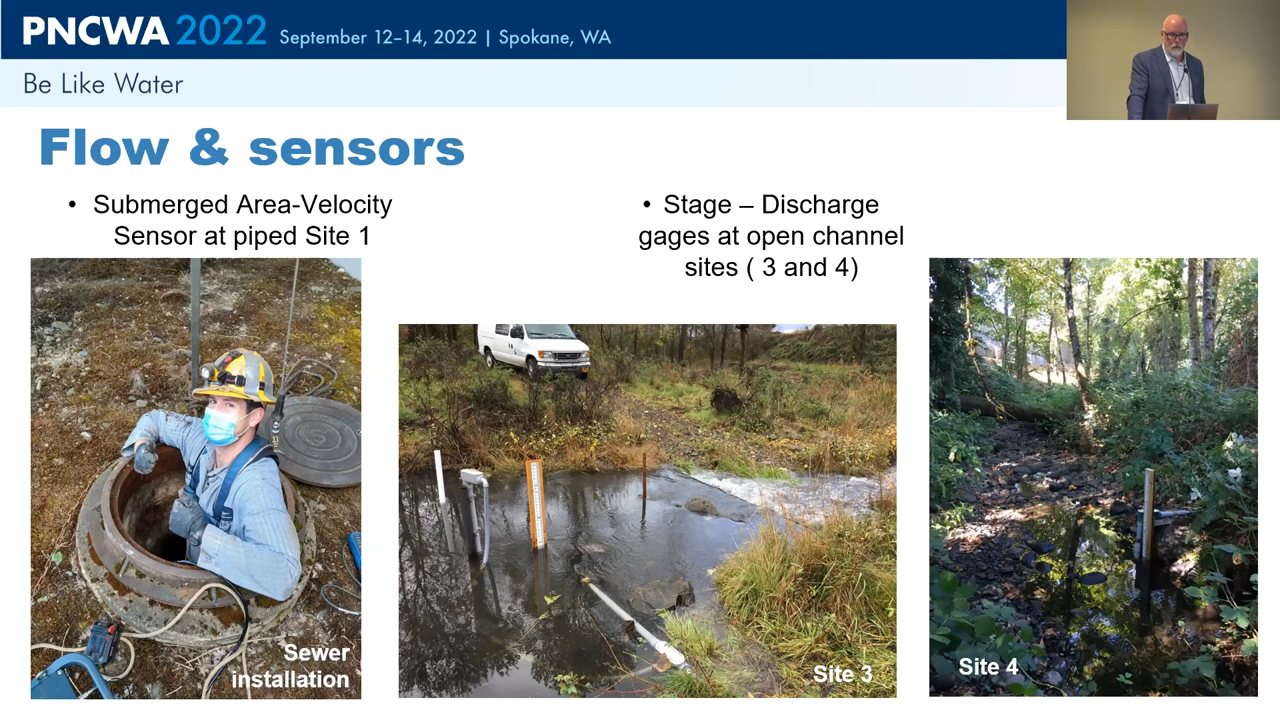 PNCWA 2022 September 12–14, 2022 | Spokane, WA
Be Like Water
Flow & sensors
• Submerged Area-Velocity
Sensor at piped Site 1
• Stage – Discharge
gages at open channel
sites ( 3 and 4)
Sewer
installation
Site 3
Site 4